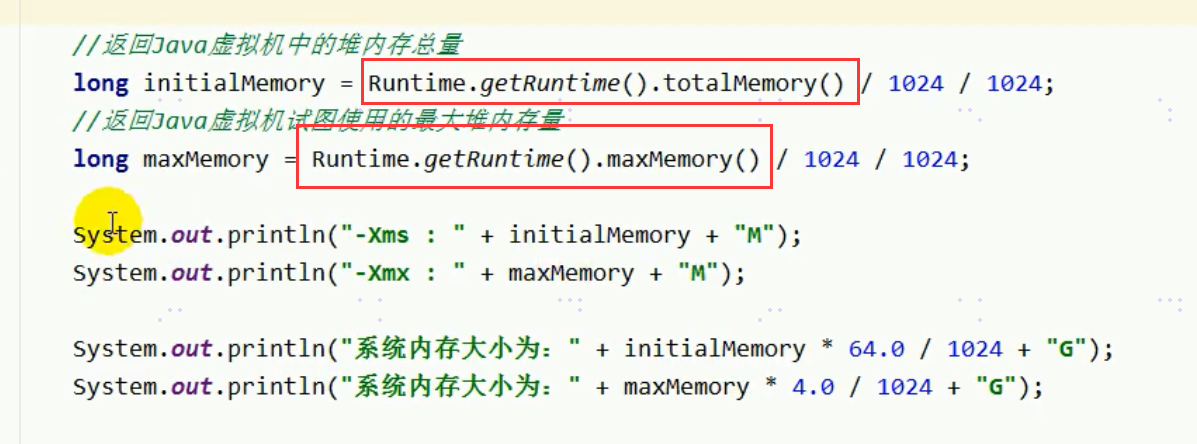 //返回Java虚拟机中的堆内存总量
long initialMemory = Runtime.getRuntime().totalMemory() / 1024 / 1024;
//返回Java虚拟机试图使用的最大堆内存量
long maxMemory = Runtime.getRuntime().maxMemory() / 1024 / 1024;
System.out.println("-Xms : " + initialMemory + "M");
System.out.println("-Xmx : " + maxMemory + "M");
System.out.println("系统内存大小为：" + initialMemory * 64.0 / 1024 + "G");
System.out.println("系统内存大小为：" + maxMemory * 4.0 / 1024 + "G");